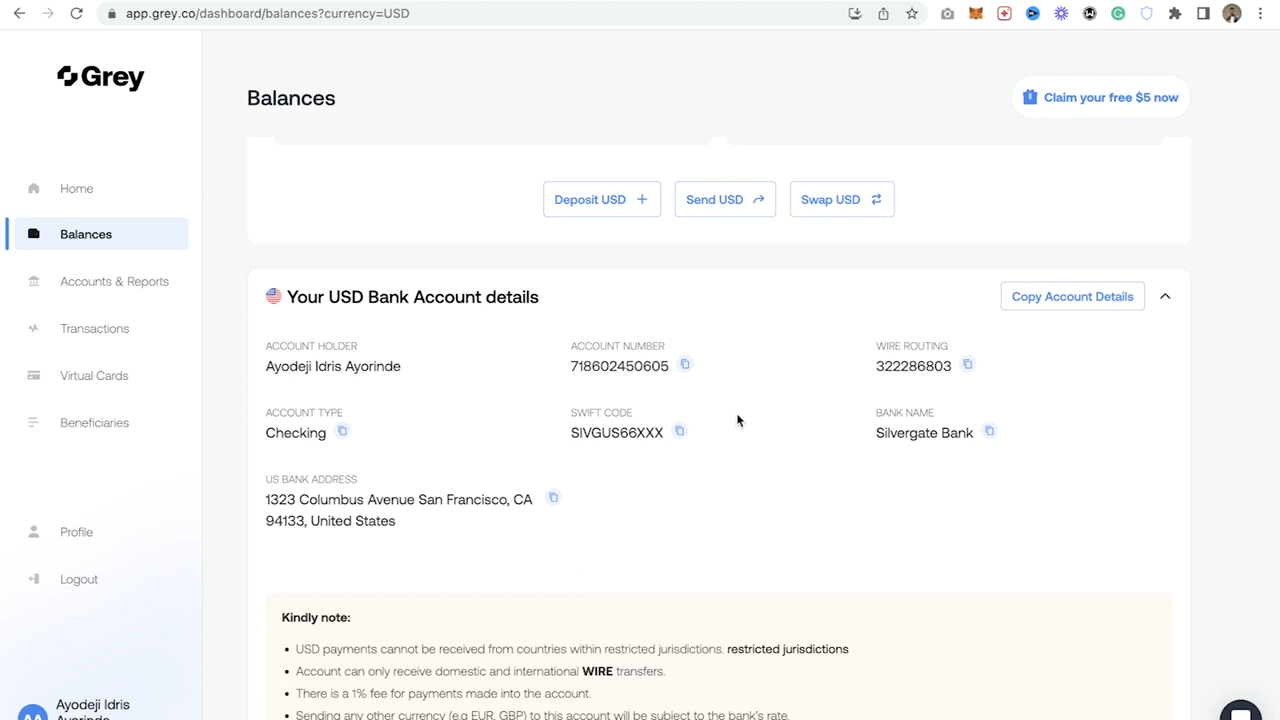 app.grey.co/dashboard/balances?currency=USD
Grey
Balances
Claim your free $5 now
Home
Balances
Accounts & Reports
Transactions
Virtual Cards
Beneficiaries
Profile
Logout
Ayodeji Idris
Ayorinde
AA
Deposit USD
Send USD
Swap USD
Your USD Bank Account details
Copy Account Details
ACCOUNT HOLDER
Ayodeji Idris Ayorinde
ACCOUNT NUMBER
718602450605
WIRE ROUTING
322286803
ACCOUNT TYPE
Checking
SWIFT CODE
SIVGUS66XXX
BANK NAME
Silvergate Bank
US BANK ADDRESS
1323 Columbus Avenue San Francisco, CA
94133, United States
Kindly note:
• USD payments cannot be received from countries within restricted jurisdictions. restricted jurisdictions
• Account can only receive domestic and international WIRE transfers.
• There is a 1% fee for payments made into the account.
• Sending any other currency (e.g EUR, GBP) to this account will be subject to the bank's rate.